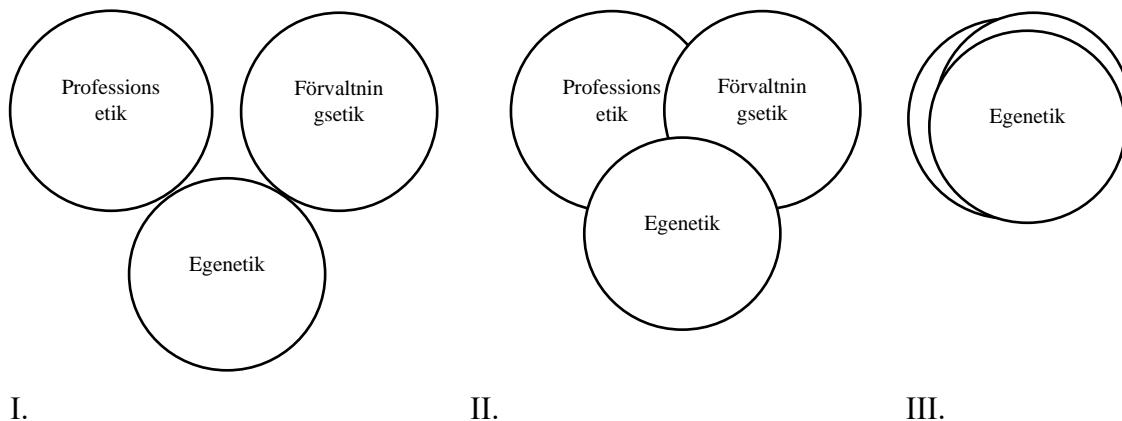 Professions
etik
Förvaltnin
gsetik
Egenetik
Professions
etik
Förvaltnin
gsetik
Egenetik
Egenetik
I.
II.
III.